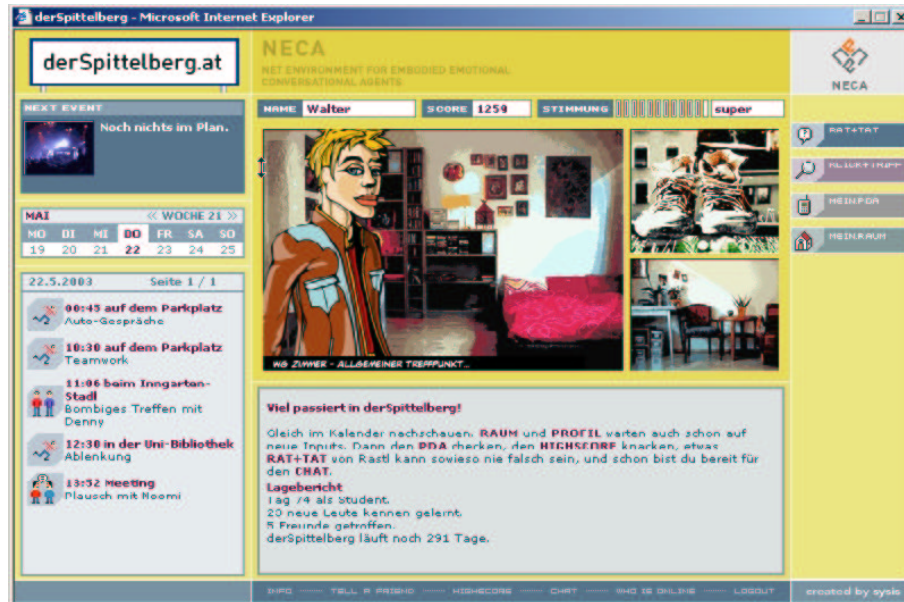 derSpittelberg - Microsoft Internet Explorer
derSpittelberg.at
NECA
NET ENVIRONMENT FOR EMBODIED EMOTIONAL
CONVERSATIONAL AGENTS
NECA
NEXT EVENT
Noch nichts im Plan.
NAME Walter SCORE 1259 STIMMUNG super
RAT+TAT
MEIN.PDA
MEIN.RAUM
MAI << WOCHE 21 >>
MO DI MI DO FR SA SO
19 20 21 22 23 24 25
22.5.2003 Seite 1 / 1
00:45 auf dem Parkplatz
Auto-Gespräche
10:30 auf dem Parkplatz
Teamwork
11:06 beim Inngarten-
Stadl
Bombiges Treffen mit
Denny
12:30 in der Uni-Bibliothek
Ablenkung
13:52 Meeting
Plausch mit Noomi
WG ZIMMER - ALLGEMEINER TREFFPUNKT...
Viel passiert in derSpittelberg!
Gleich im Kalender nachschauen. RAUM und PROFIL warten auch schon auf
neue Inputs. Dann den PDA checken, den HIGHSCORE knacken, etwas
RAT+TAT von Rastl kann sowieso nie falsch sein, und schon bist du bereit für
den CHAT.
Lagebericht
Tag 74 als Student.
20 neue Leute kennen gelernt.
5 Freunde getroffen.
derSpittelberg läuft noch 291 Tage.
INFO TELL A FRIEND HIGHSCORE CHAT WHO IS ONLINE LOGOUT
created by sysis